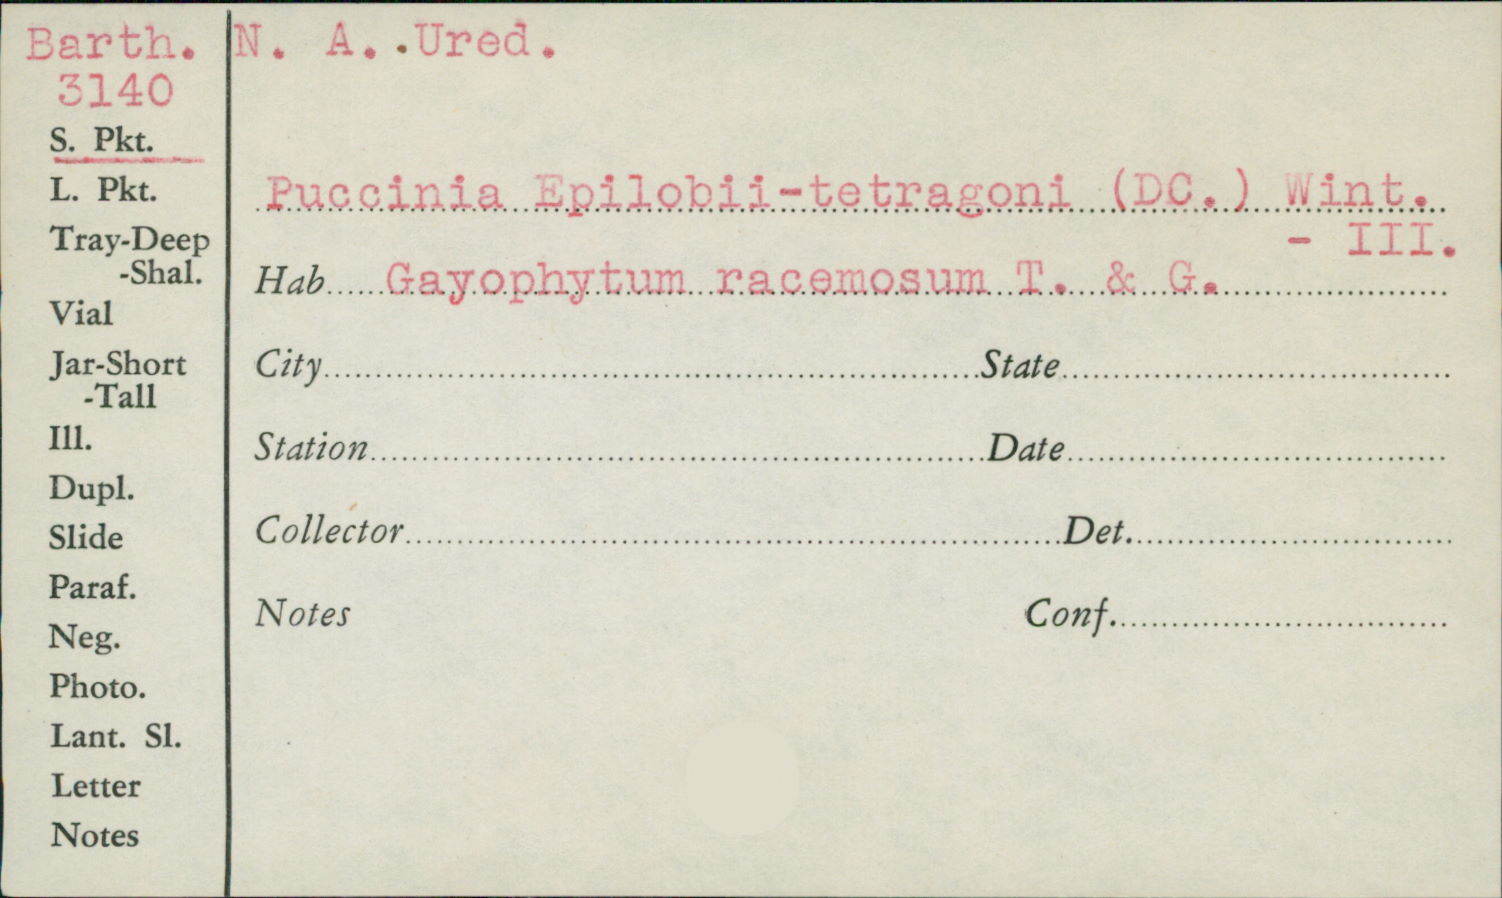 Barth. N. A. Ured.
3140
S. Pkt.
L. Pkt.
Tray-Deep
-Shal.
Vial
Jar-Short
-Tall
Ill.
Dupl.
Slide
Paraf.
Neg.
Photo.
Lant. Sl.
Letter
Notes
Puccinia Epilobii-tetragoni (DC.) Wint.
- III.
Hab Gayophytum racemosum T. & G.
City State
Station Date
Collector Det.
Notes Conf.